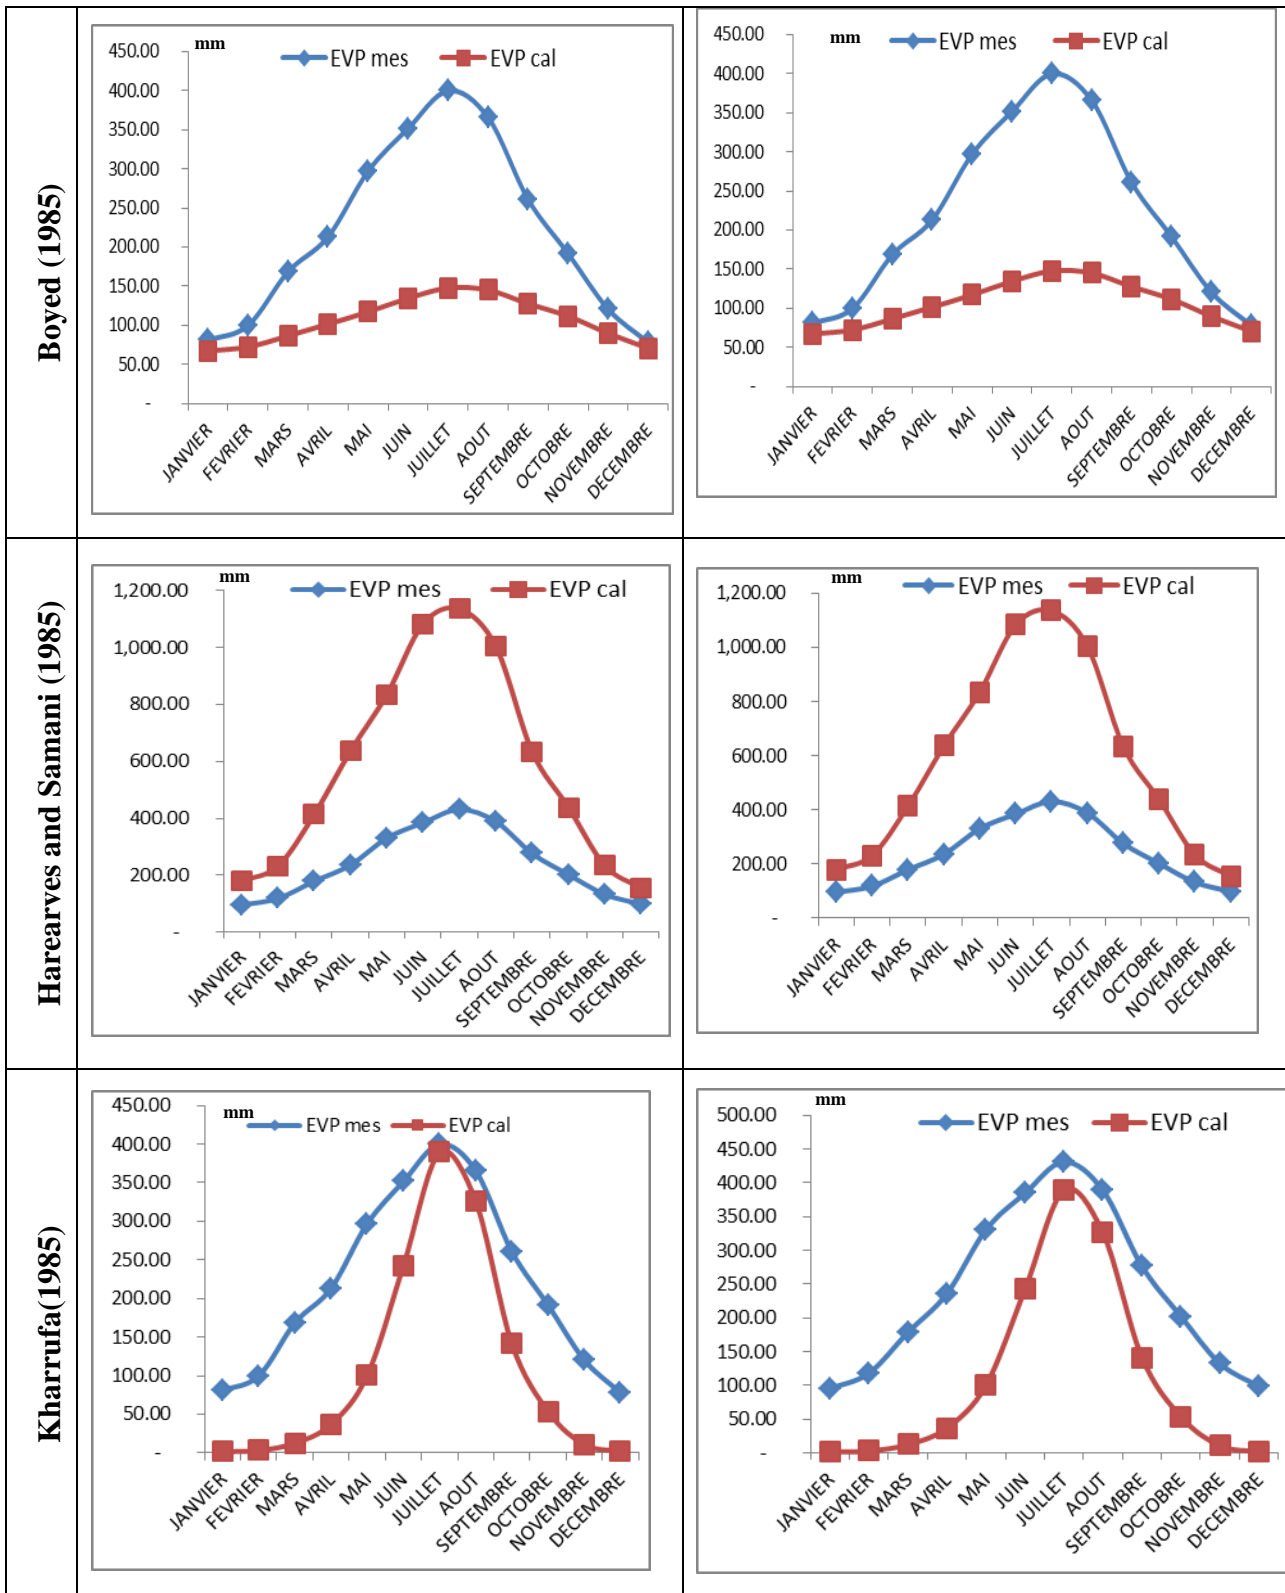 Boyed (1985)
mm
EVP mes EVP cal
450.00
400.00
350.00
300.00
250.00
200.00
150.00
100.00
50.00
-
JANVIER
FEVRIER
MARS
AVRIL
MAI
JUIN
JUILLET
AOUT
SEPTEMBRE
OCTOBRE
NOVEMBRE
DECEMBRE
mm
EVP mes EVP cal
450.00
400.00
350.00
300.00
250.00
200.00
150.00
100.00
50.00
-
JANVIER
FEVRIER
MARS
AVRIL
MAI
JUIN
JUILLET
AOUT
SEPTEMBRE
OCTOBRE
NOVEMBRE
DECEMBRE
Harearves and Samani (1985)
mm
EVP mes EVP cal
1,200.00
1,000.00
800.00
600.00
400.00
200.00
-
JANVIER
FEVRIER
MARS
AVRIL
MAI
JUIN
JUILLET
AOUT
SEPTEMBRE
OCTOBRE
NOVEMBRE
DECEMBRE
mm
EVP mes EVP cal
1,200.00
1,000.00
800.00
600.00
400.00
200.00
-
JANVIER
FEVRIER
MARS
AVRIL
MAI
JUIN
JUILLET
AOUT
SEPTEMBRE
OCTOBRE
NOVEMBRE
DECEMBRE
Kharrufa(1985)
mm
EVP mes EVP cal
450.00
400.00
350.00
300.00
250.00
200.00
150.00
100.00
50.00
-
JANVIER
FEVRIER
MARS
AVRIL
MAI
JUIN
JUILLET
AOUT
SEPTEMBRE
OCTOBRE
NOVEMBRE
DECEMBRE
mm
EVP mes EVP cal
500.00
450.00
400.00
350.00
300.00
250.00
200.00
150.00
100.00
50.00
-
JANVIER
FEVRIER
MARS
AVRIL
MAI
JUIN
JUILLET
AOUT
SEPTEMBRE
OCTOBRE
NOVEMBRE
DECEMBRE